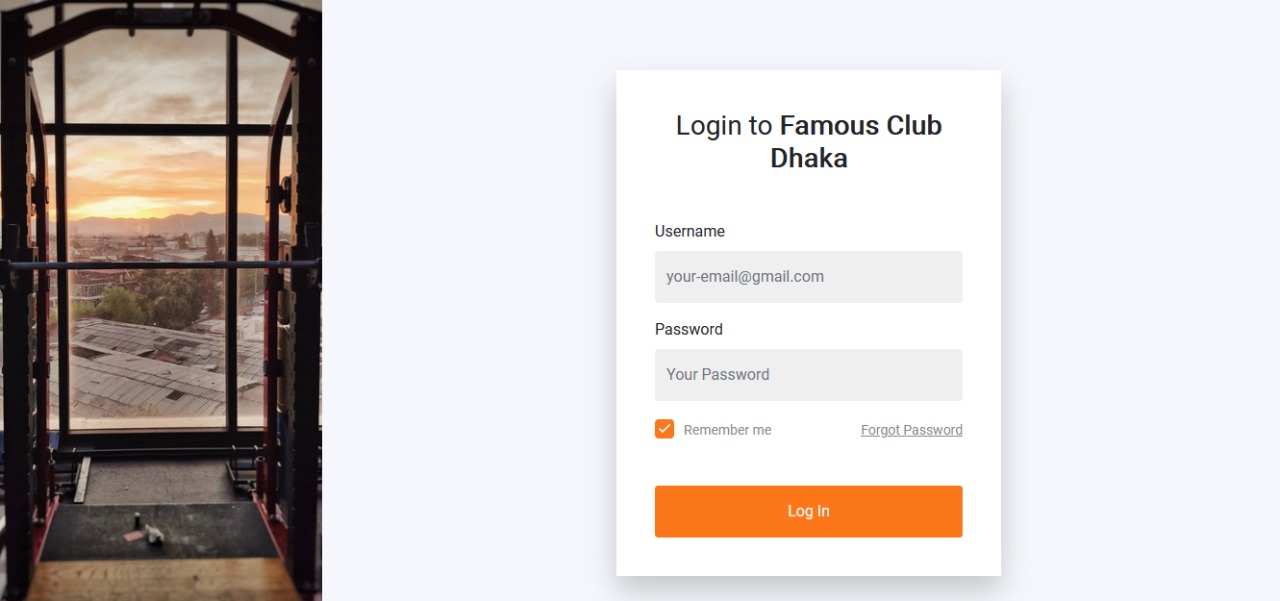 Login to Famous Club
Dhaka
Username
your-email@gmail.com
Password
Your Password
Remember me
Forgot Password
Log In